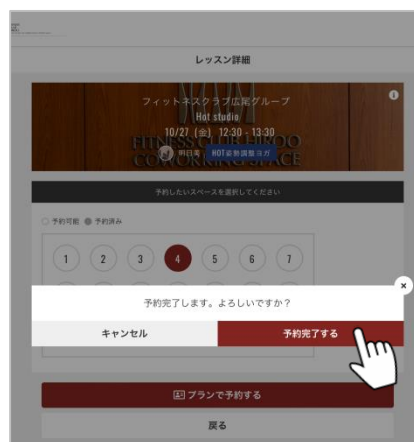 レッスン詳細
フィットネスクラブ広尾グループ
Hot studio
10/27 (金) 12:30 - 13:30
FITNESS CLUB HIROO
明日美 HOT姿勢調整ヨガ
COWORKING SPACE
予約したいスペースを選択してください
予約可能 予約済み
1 2 3 4 5 6 7
予約完了します。よろしいですか?
キャンセル 予約完了する
プランで予約する
戻る